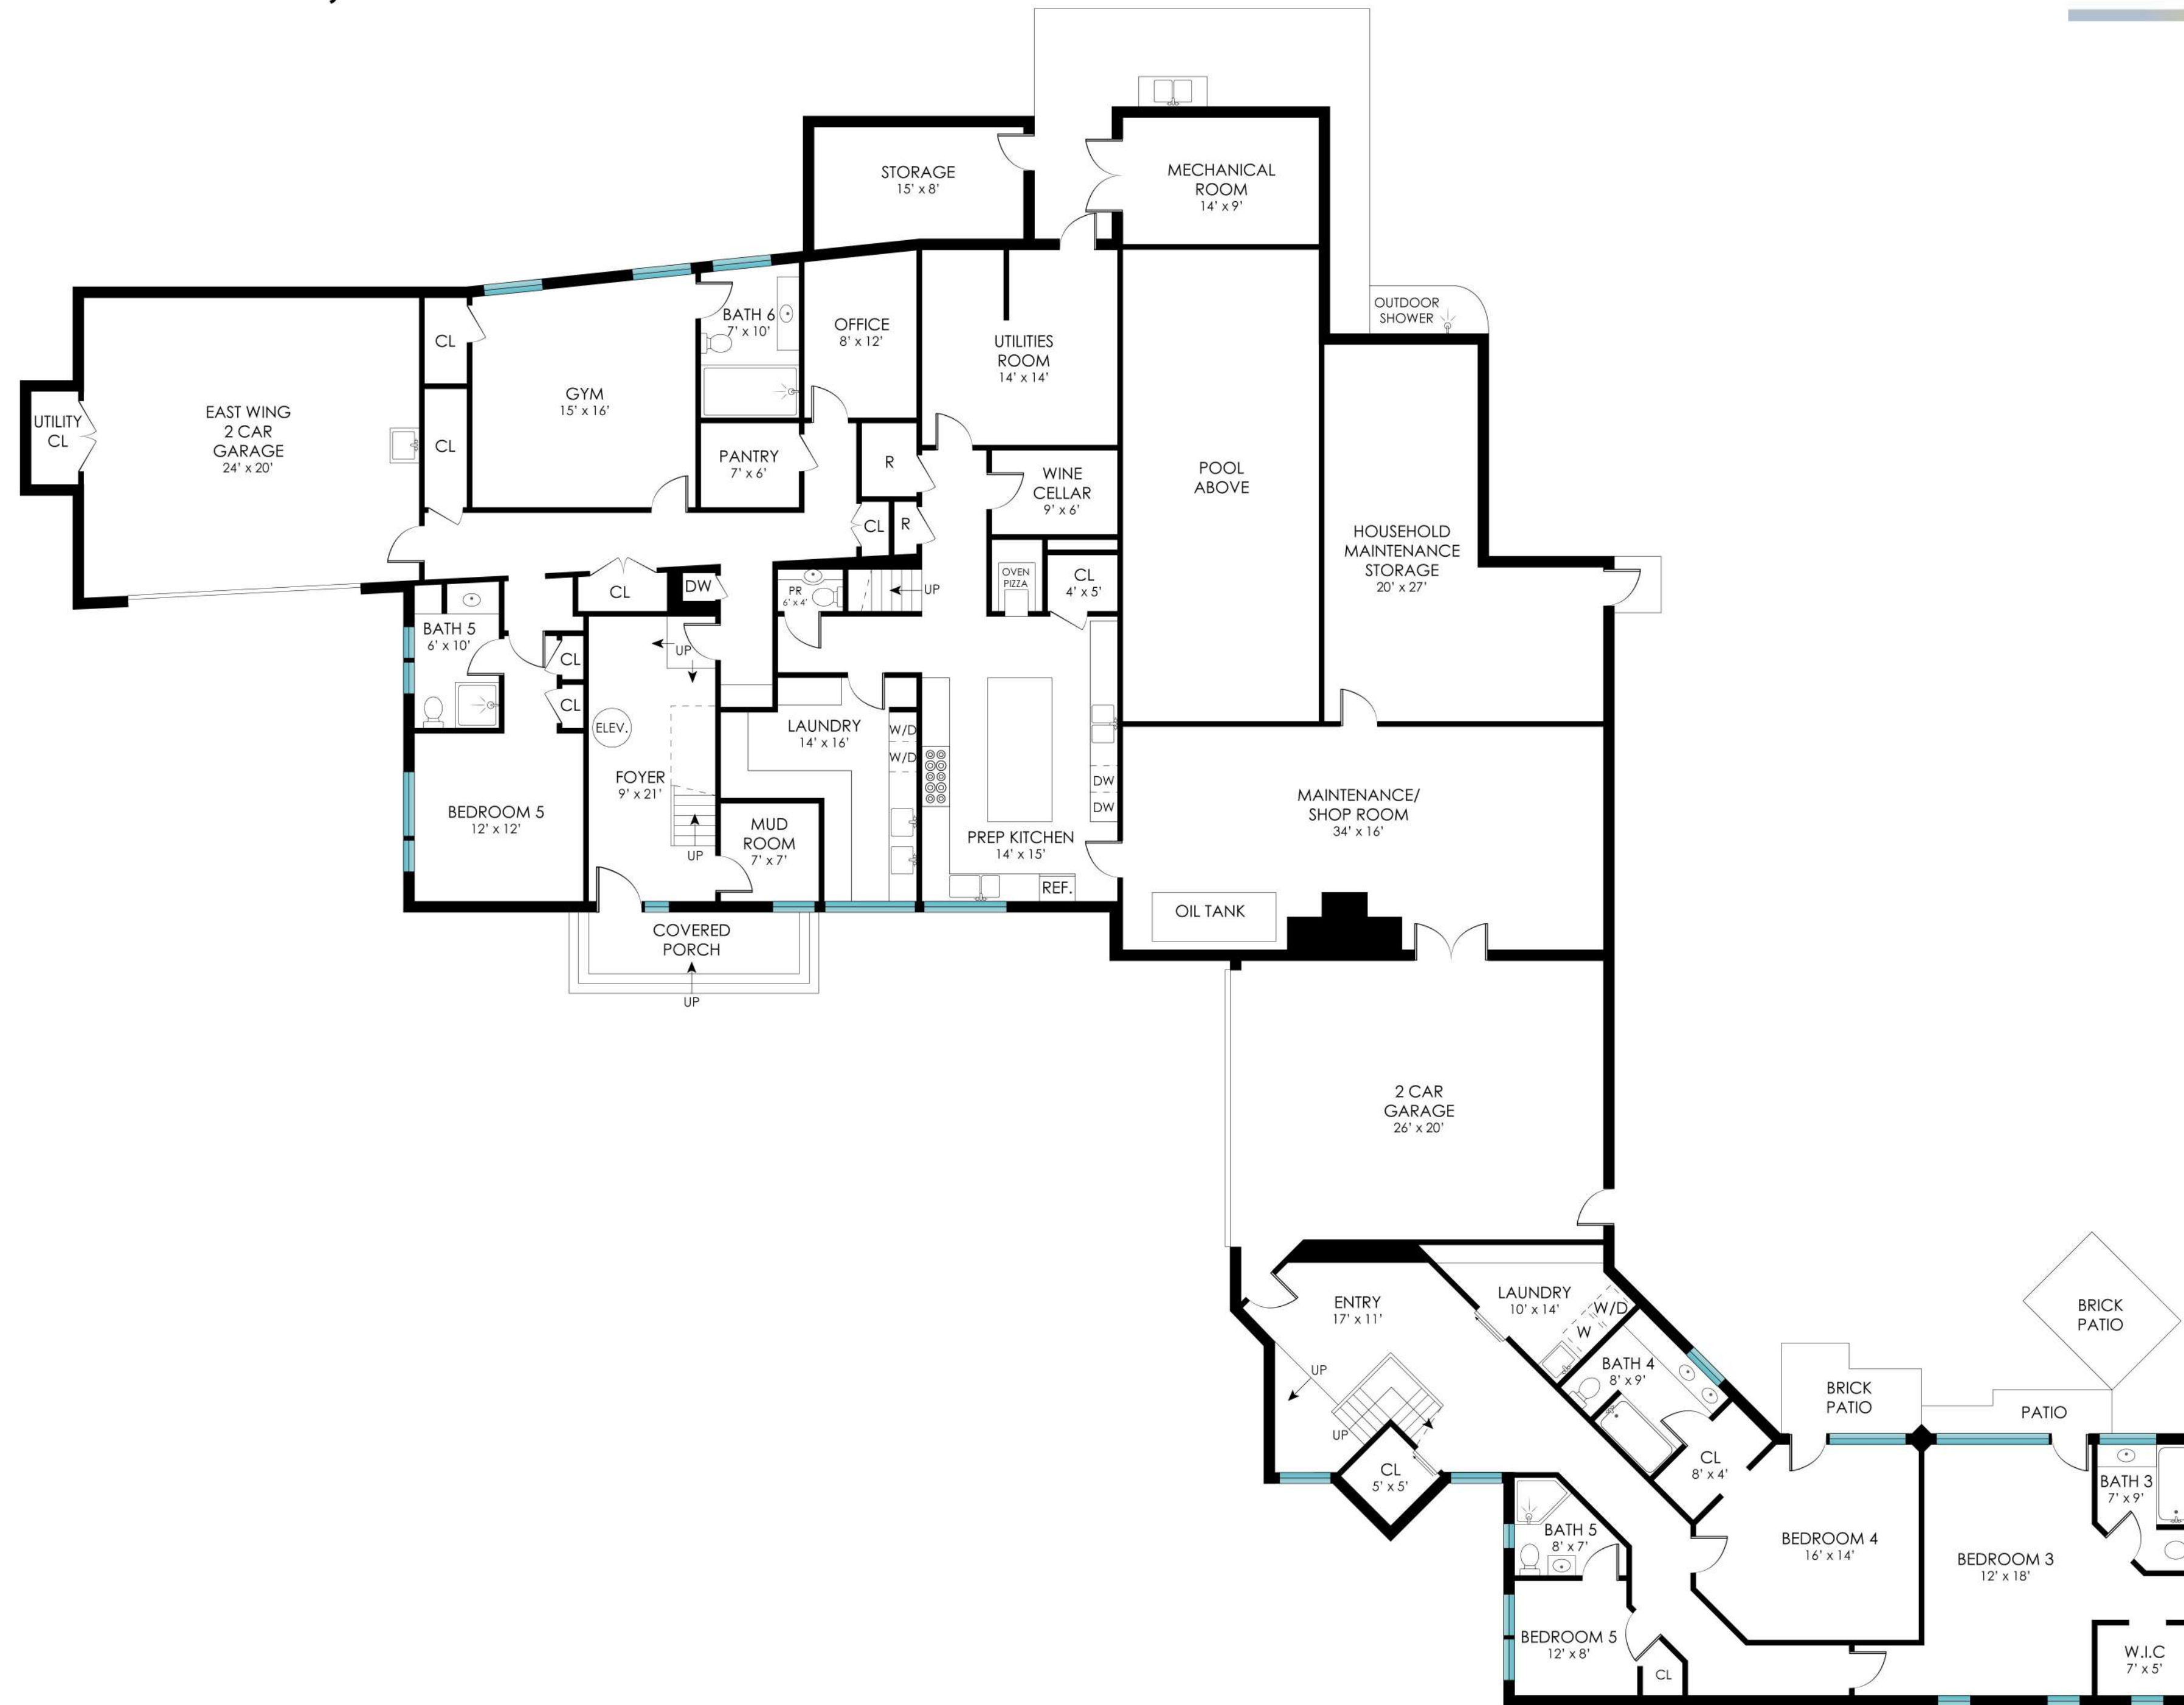 STORAGE
15' x 8'
MECHANICAL
ROOM
14' x 9'
OUTDOOR
SHOWER
BATH 6
7' x 10'
OFFICE
8' x 12'
UTILITIES
ROOM
14' x 14'
CL
GYM
15' x 16'
UTILITY
CL
EAST WING
2 CAR
GARAGE
24' x 20'
CL
PANTRY
7' x 6'
R
WINE
CELLAR
9' x 6'
POOL
ABOVE
CL
R
HOUSEHOLD
MAINTENANCE
STORAGE
20' x 27'
OVEN
PIZZA
CL
4' x 5'
CL
DW
PR
6' x 4'
UP
BATH 5
6' x 10'
CL
UP
CL
ELEV.
LAUNDRY
14' x 16'
W/D
W/D
FOYER
9' x 21'
DW
DW
BEDROOM 5
12' x 12'
MUD
ROOM
7' x 7'
UP
PREP KITCHEN
14' x 15'
REF.
MAINTENANCE/
SHOP ROOM
34' x 16'
OIL TANK
COVERED
PORCH
UP
2 CAR
GARAGE
26' x 20'
ENTRY
17' x 11'
LAUNDRY
10' x 14'
W/D
W
BRICK
PATIO
UP
BATH 4
8' x 9'
BRICK
PATIO
PATIO
UP
CL
5' x 5'
CL
8' x 4'
BATH 3
7' x 9'
BATH 5
8' x 7'
BEDROOM 4
16' x 14'
BEDROOM 3
12' x 18'
BEDROOM 5
12' x 8'
CL
W.I.C
7' x 5'